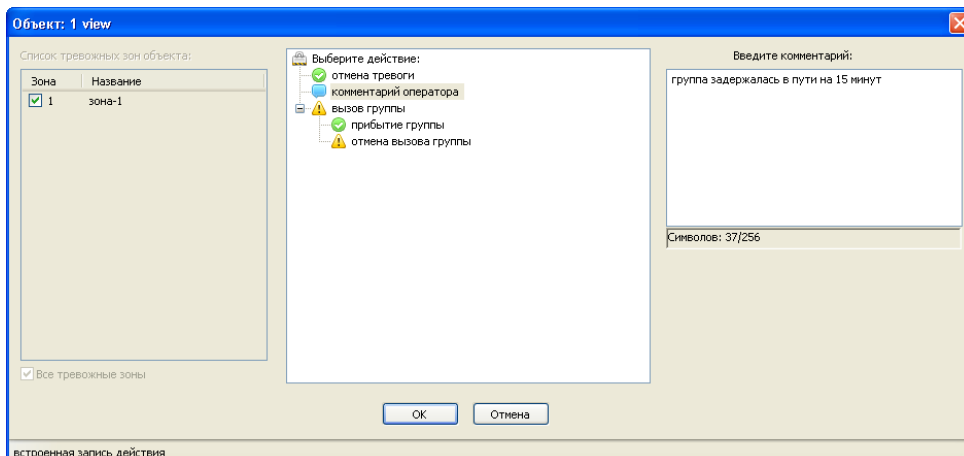 Объект: 1 view
Список тревожных зон объекта:
Зона Название
1 зона-1
Все тревожные зоны
Выберите действие:
отмена тревоги
комментарий оператора
вызов группы
прибытие группы
отмена вызова группы
Введите комментарий:
группа задержалась в пути на 15 минут
Символов: 37/256
OK Отмена
встроенная запись действия